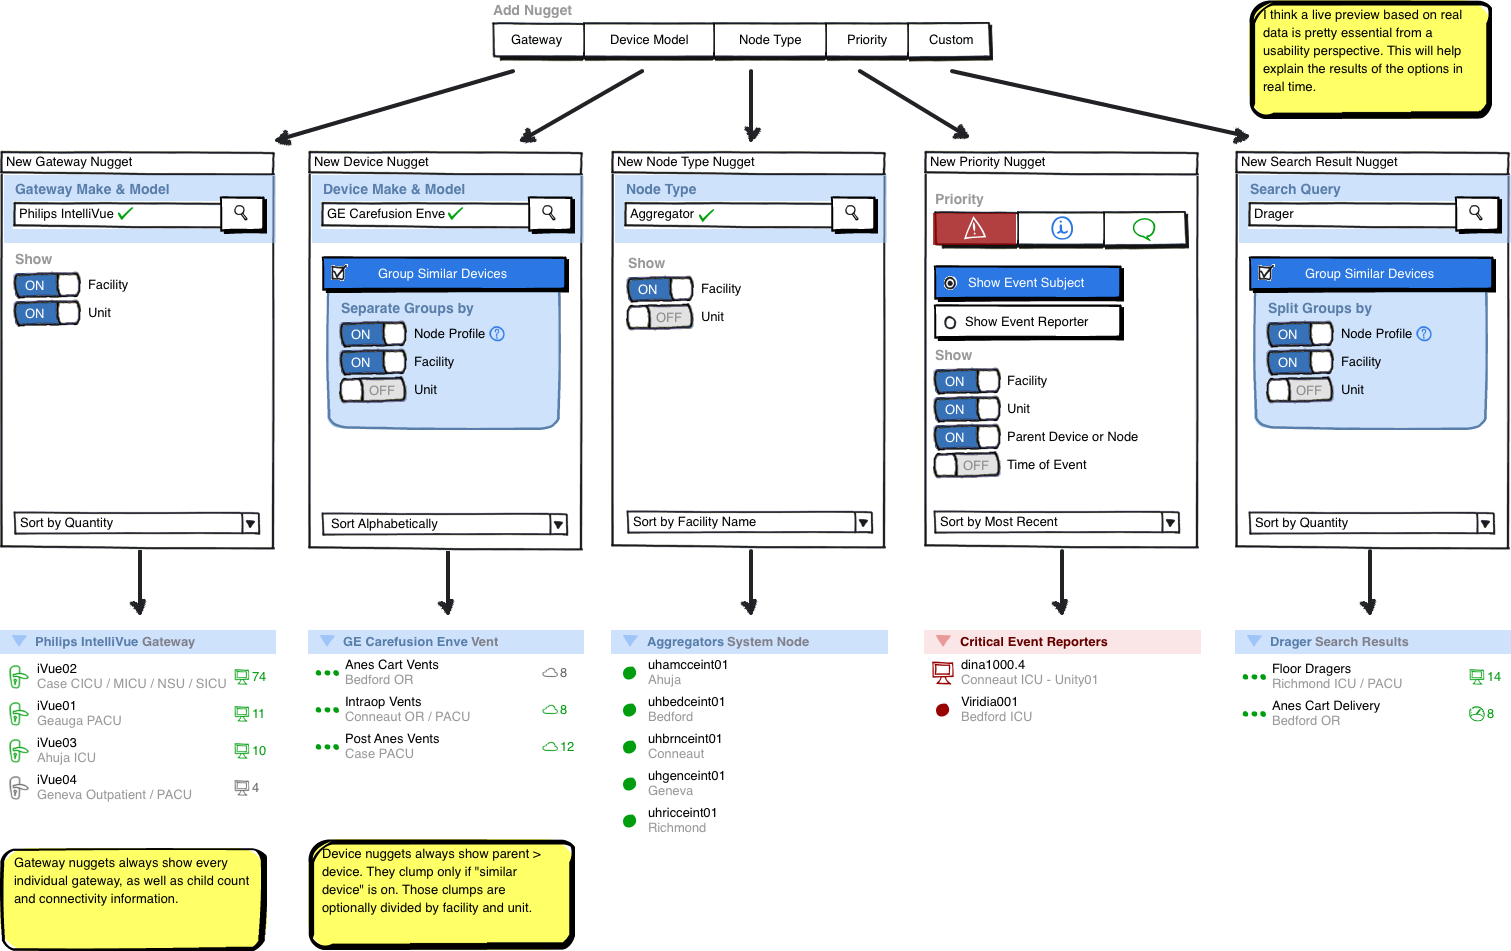 Add Nugget
Gateway
Device Model
Node Type
Priority
Custom
I think a live preview based on real
data is pretty essential from a
usability perspective. This will help
explain the results of the options in
real time.
New Gateway Nugget
Gateway Make & Model
Philips IntelliVue
Show
ON Facility
ON Unit
Sort by Quantity
New Device Nugget
Device Make & Model
GE Carefusion Enve
Group Similar Devices
Separate Groups by
ON Node Profile ?
ON Facility
OFF Unit
Sort Alphabetically
New Node Type Nugget
Node Type
Aggregator
Show
ON Facility
OFF Unit
Sort by Facility Name
New Priority Nugget
Priority
Show Event Subject
Show Event Reporter
Show
ON Facility
ON Unit
ON Parent Device or Node
OFF Time of Event
Sort by Most Recent
New Search Result Nugget
Search Query
Drager
Group Similar Devices
Split Groups by
ON Node Profile ?
ON Facility
OFF Unit
Sort by Quantity
Philips IntelliVue Gateway
iVue02
Case CICU / MICU / NSU / SICU 74
iVue01
Geauga PACU 11
iVue03
Ahuja ICU 10
iVue04
Geneva Outpatient / PACU 4
GE Carefusion Enve Vent
Anes Cart Vents
Bedford OR 8
Intraop Vents
Conneaut OR / PACU 8
Post Anes Vents
Case PACU 12
Aggregators System Node
uhamcceint01
Ahuja
uhbedceint01
Bedford
uhbrnceint01
Conneaut
uhgenceint01
Geneva
uhricceint01
Richmond
Critical Event Reporters
dina1000.4
Conneaut ICU - Unity01
Viridia001
Bedford ICU
Drager Search Results
Floor Dragers
Richmond ICU / PACU 14
Anes Cart Delivery
Bedford OR 8
Gateway nuggets always show every
individual gateway, as well as child count
and connectivity information.
Device nuggets always show parent >
device. They clump only if "similar
device" is on. Those clumps are
optionally divided by facility and unit.